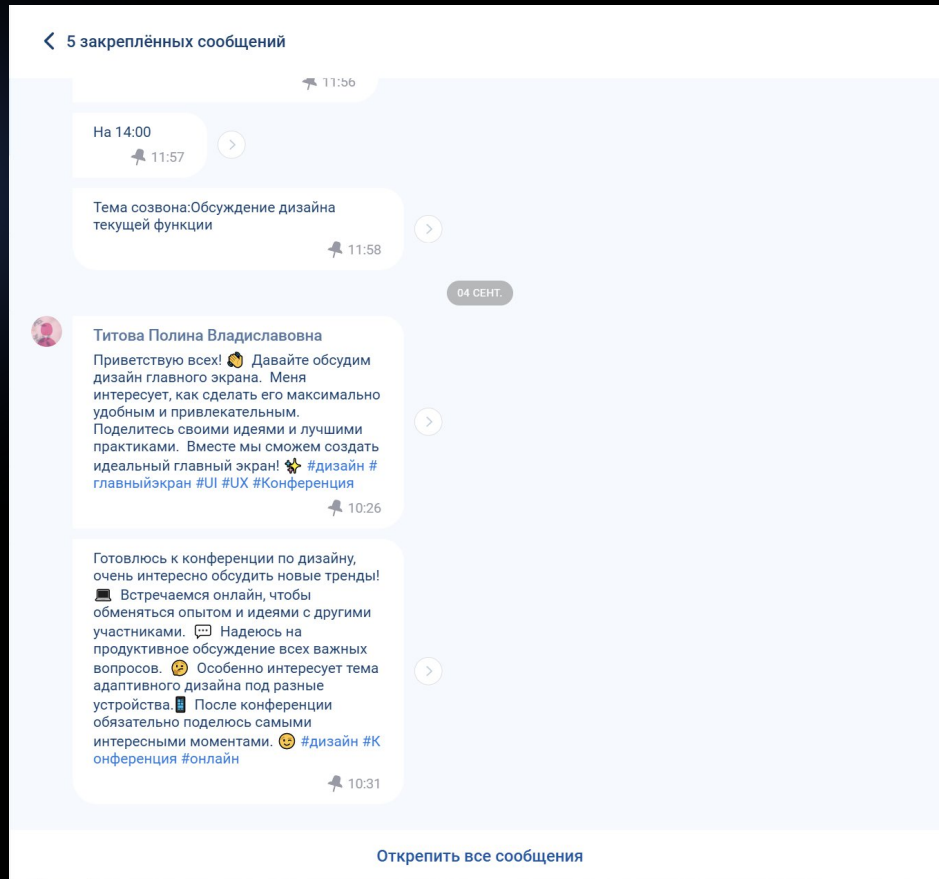 5 закреплённых сообщений
11:56
На 14:00
11:57
Тема созвона:Обсуждение дизайна
текущей функции
11:58
04 СЕНТ.
Титова Полина Владиславовна
Приветствую всех! 👏 Давайте обсудим
дизайн главного экрана. Меня
интересует, как сделать его максимально
удобным и привлекательным.
Поделитесь своими идеями и лучшими
практиками. Вместе мы сможем создать
идеальный главный экран! ✨ #дизайн #
главныйэкран #UI #UX #Конференция
10:26
Готовлюсь к конференции по дизайну,
очень интересно обсудить новые тренды!
💻 Встречаемся онлайн, чтобы
обменяться опытом и идеями с другими
участниками. 💬 Надеюсь на
продуктивное обсуждение всех важных
вопросов. 🤔 Особенно интересует тема
адаптивного дизайна под разные
устройства.📱 После конференции
обязательно поделюсь самыми
интересными моментами. 😉 #дизайн #К
онференция #онлайн
10:31
Открепить все сообщения